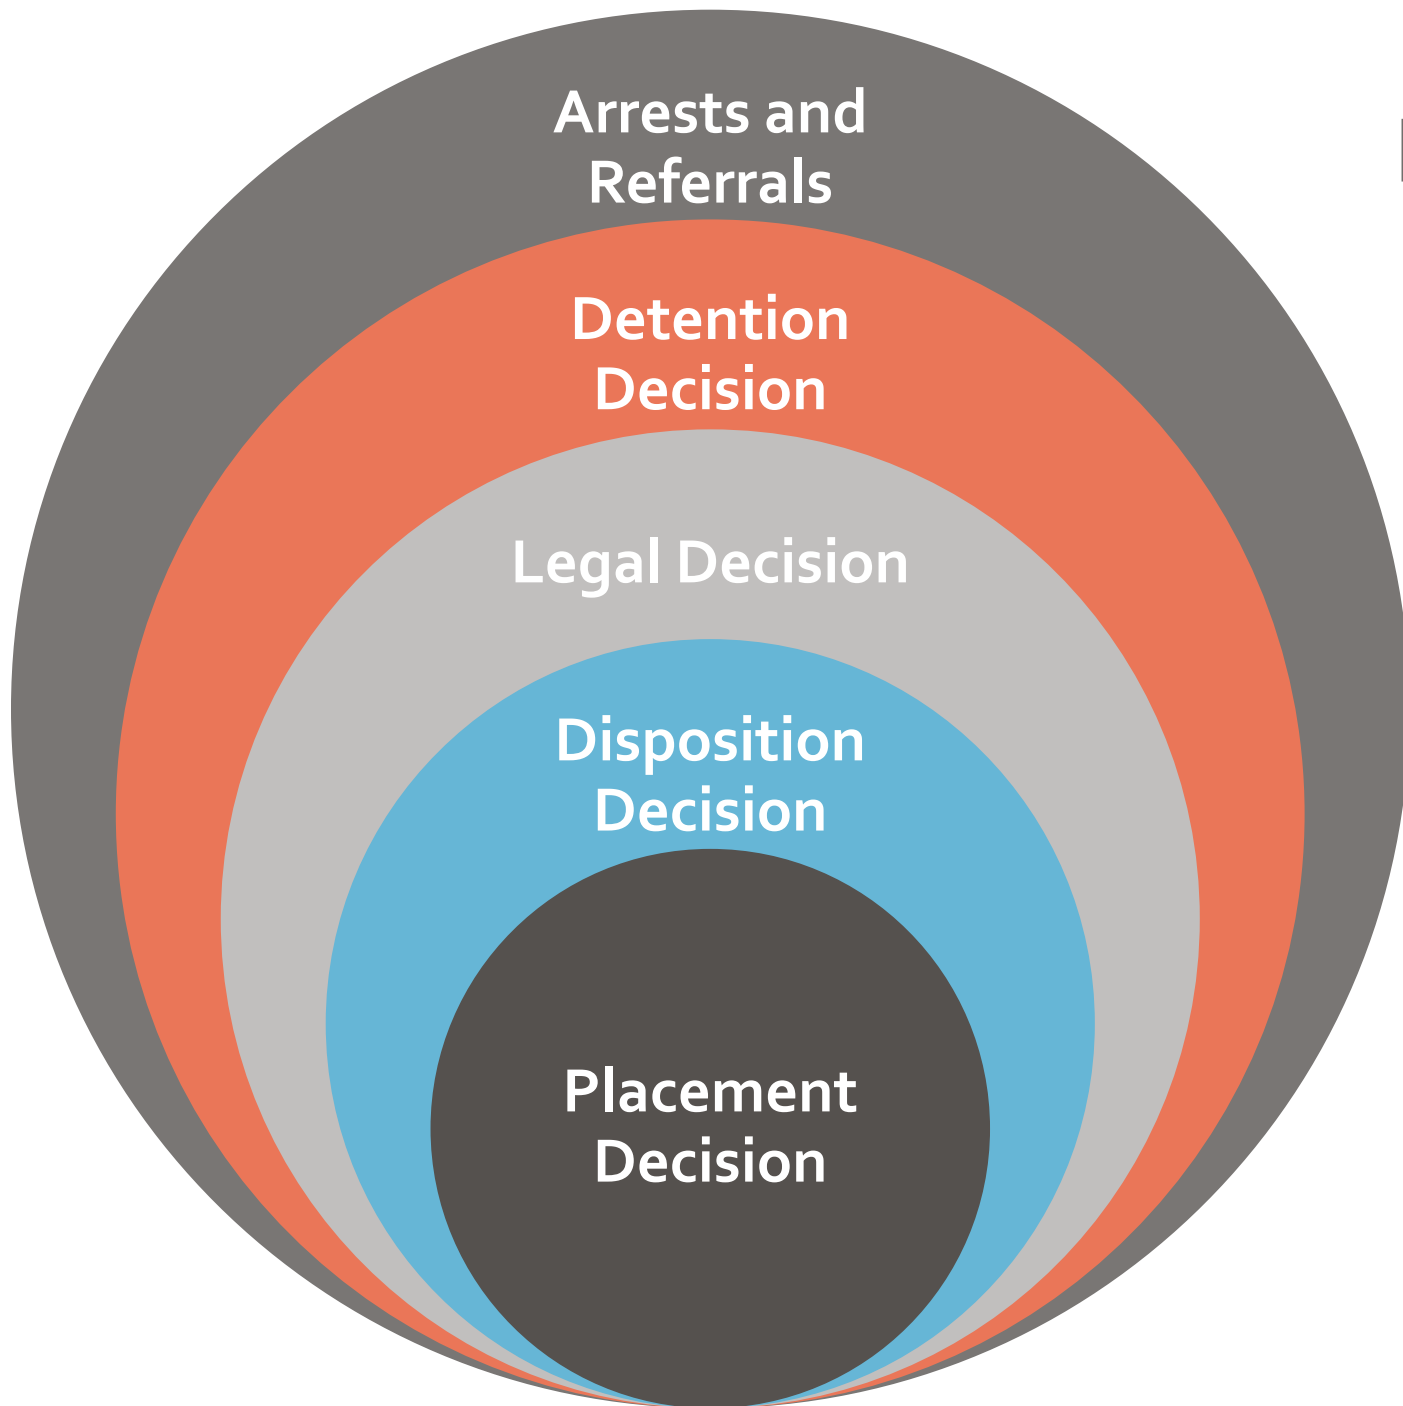 Arrests and
Referrals
Detention
Decision
Legal Decision
Disposition
Decision
Placement
Decision